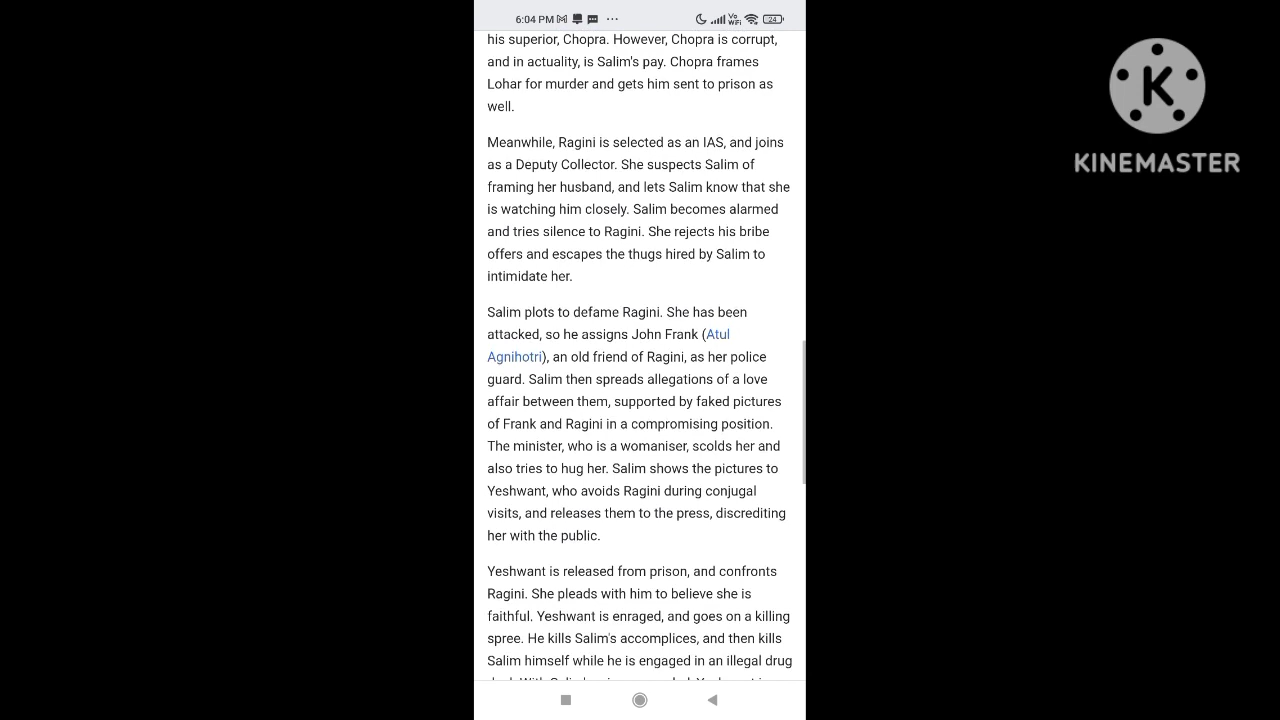 6:04 PM
Vo
WiFi
24
his superior, Chopra. However, Chopra is corrupt,
and in actuality, is Salim's pay. Chopra frames
Lohar for murder and gets him sent to prison as
well.
Meanwhile, Ragini is selected as an IAS, and joins
as a Deputy Collector. She suspects Salim of
framing her husband, and lets Salim know that she
is watching him closely. Salim becomes alarmed
and tries silence to Ragini. She rejects his bribe
offers and escapes the thugs hired by Salim to
intimidate her.
Salim plots to defame Ragini. She has been
attacked, so he assigns John Frank (Atul
Agnihotri), an old friend of Ragini, as her police
guard. Salim then spreads allegations of a love
affair between them, supported by faked pictures
of Frank and Ragini in a compromising position.
The minister, who is a womaniser, scolds her and
also tries to hug her. Salim shows the pictures to
Yeshwant, who avoids Ragini during conjugal
visits, and releases them to the press, discrediting
her with the public.
Yeshwant is released from prison, and confronts
Ragini. She pleads with him to believe she is
faithful. Yeshwant is enraged, and goes on a killing
spree. He kills Salim's accomplices, and then kills
Salim himself while he is engaged in an illegal drug
K
KINEMASTER